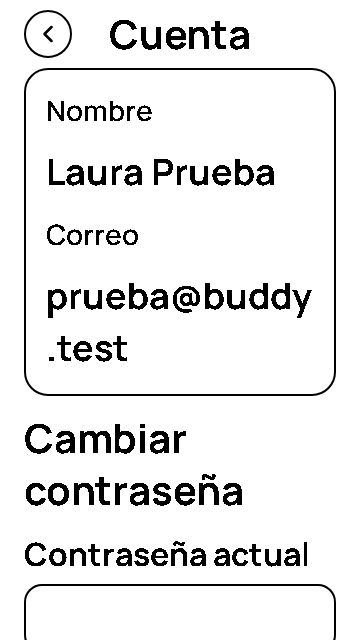 Cuenta
Nombre
Laura Prueba
Correo
prueba@buddy
.test
Cambiar
contraseña
Contraseña actual